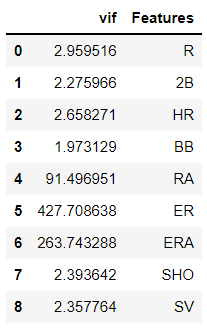 vif Features
0 2.959516 R
1 2.275966 2B
2 2.658271 HR
3 1.973129 BB
4 91.496951 RA
5 427.708638 ER
6 263.743288 ERA
7 2.393642 SHO
8 2.357764 SV